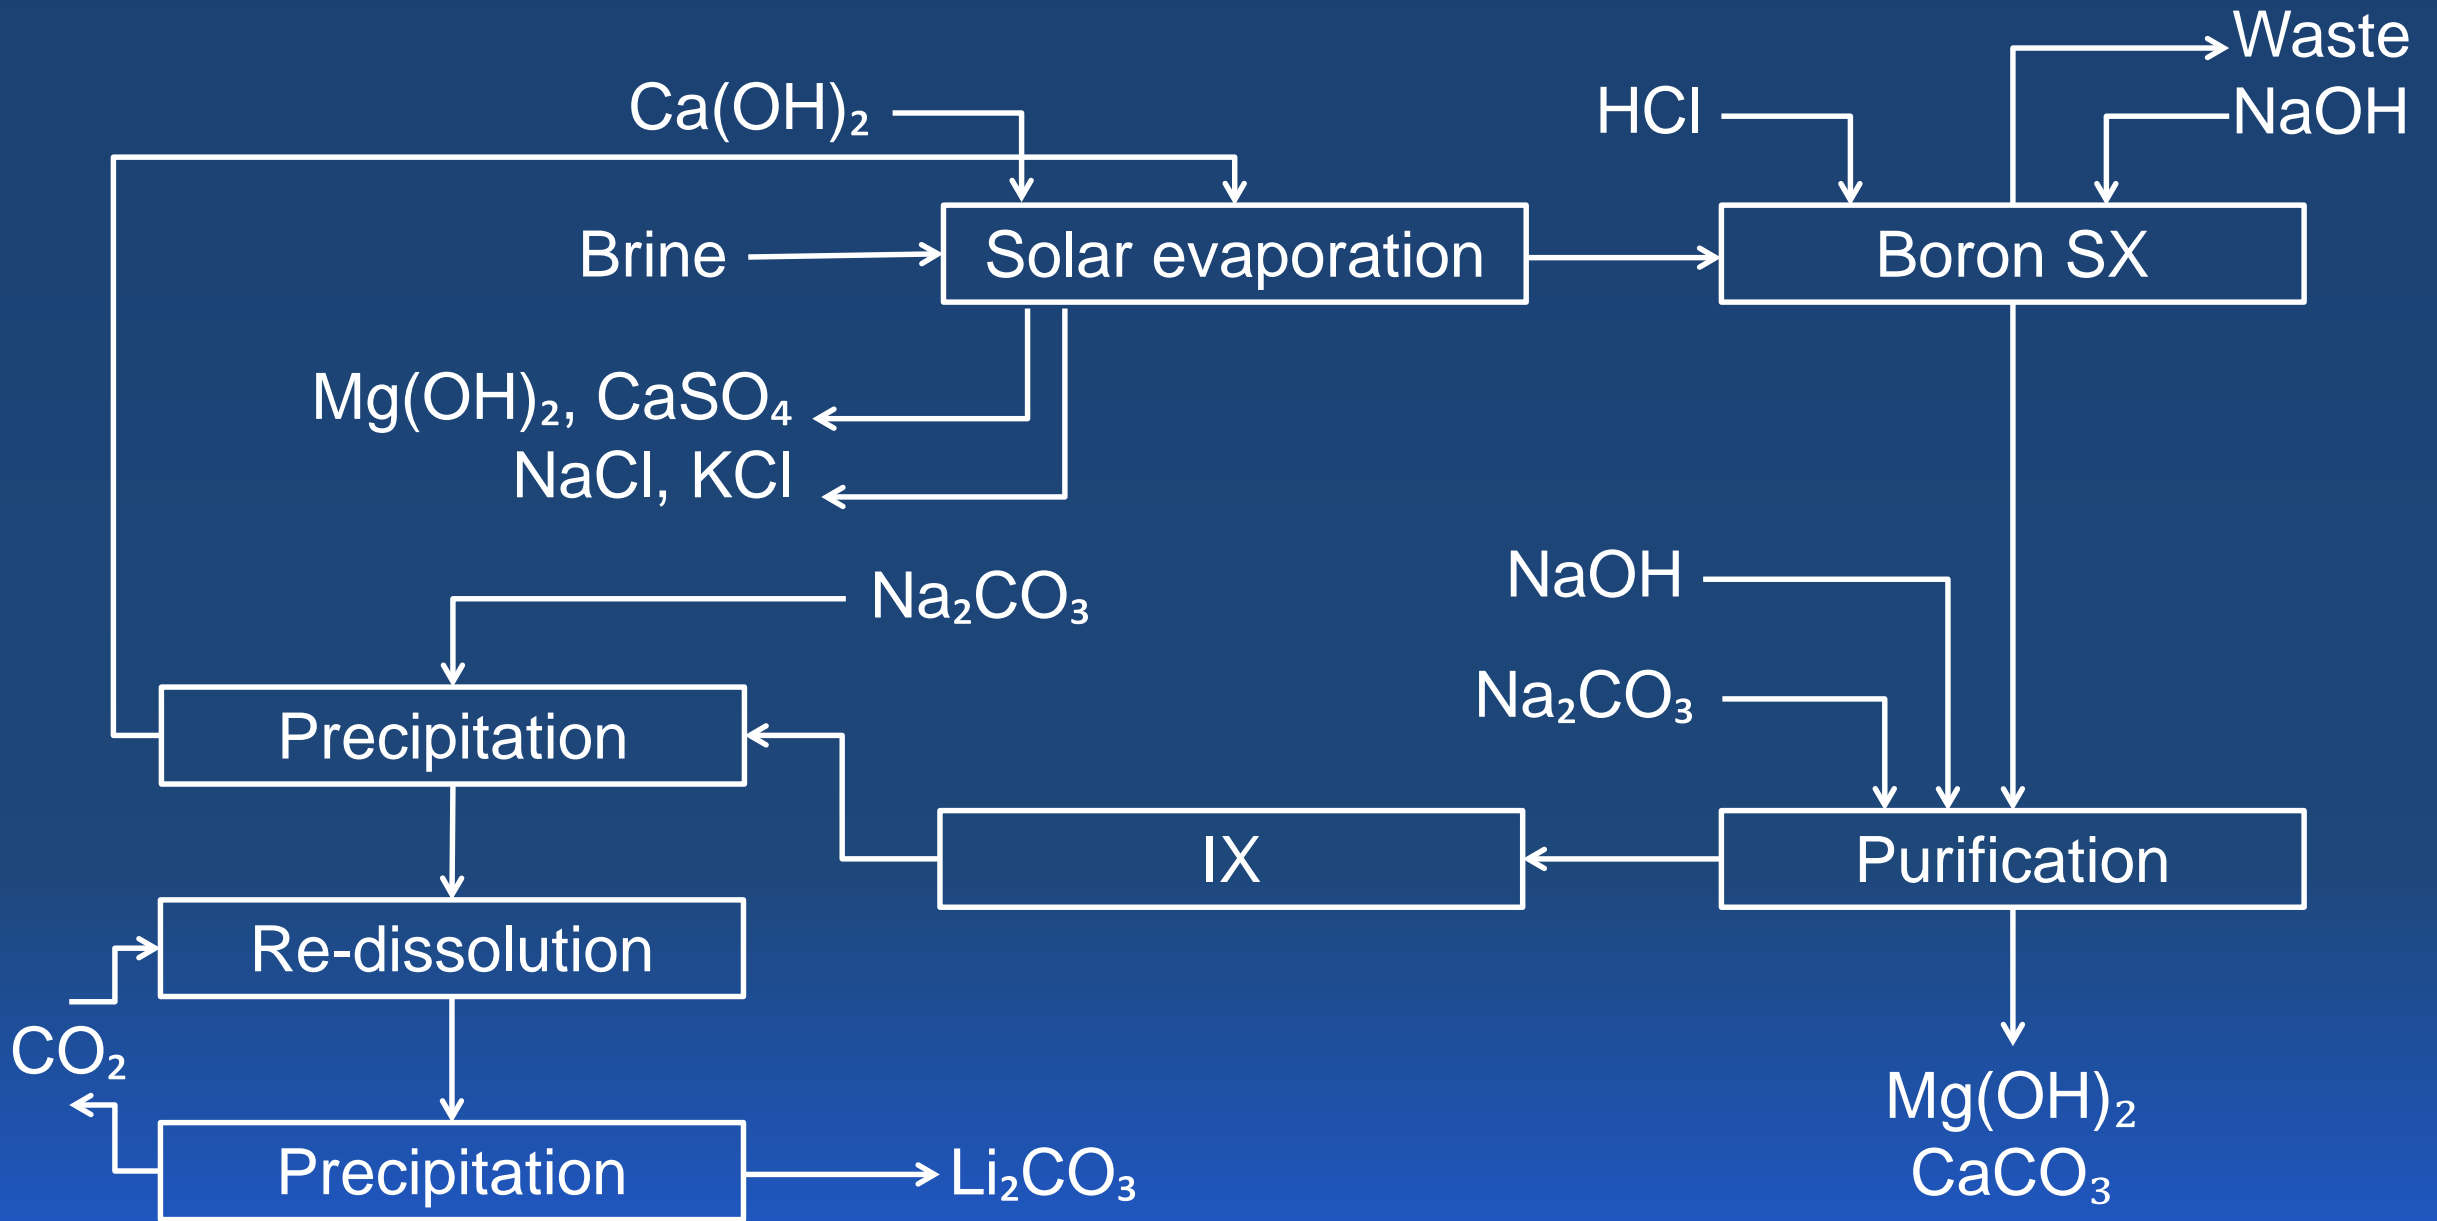 Waste
Ca(OH)₂
HCl
NaOH
Brine
Solar evaporation
Boron SX
Mg(OH)₂, CaSO₄
NaCl, KCl
NaOH
Na₂CO₃
Na₂CO₃
Precipitation
IX
Purification
Re-dissolution
CO₂
Mg(OH)₂
CaCO₃
Precipitation
Li₂CO₃